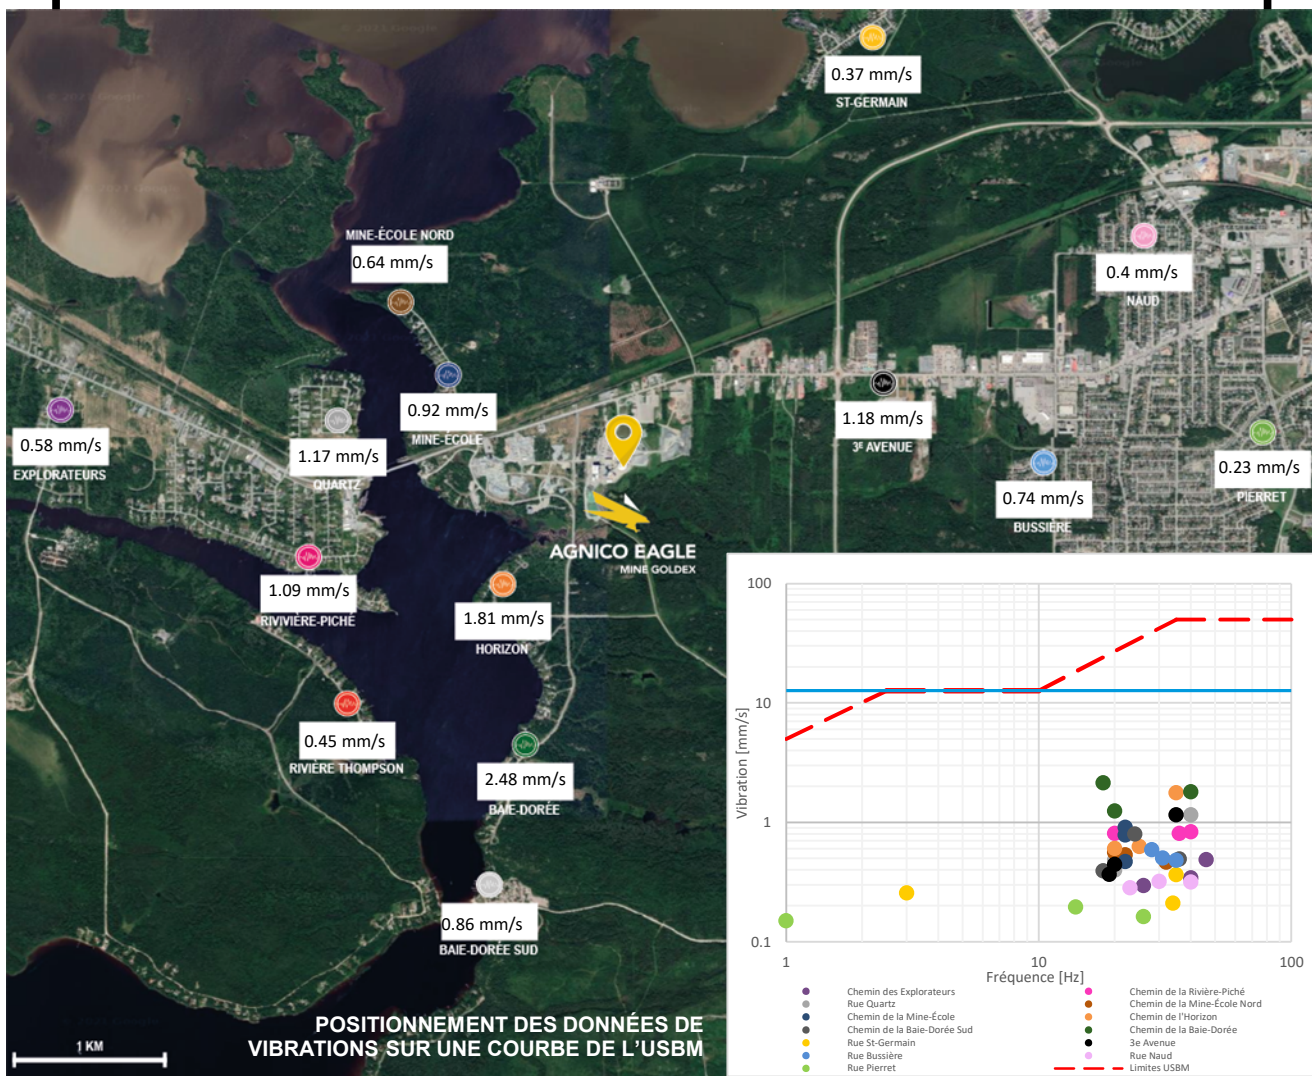 0.37 mm/s
ST-GERMAIN
MINE-ÉCOLE NORD
0.64 mm/s
0.4 mm/s
NAUD
0.92 mm/s
MINE-ÉCOLE
1.18 mm/s
3E AVENUE
0.58 mm/s
EXPLORATEURS
1.17 mm/s
QUARTZ
0.23 mm/s
PIERRET
0.74 mm/s
BUSSIÈRE
AGNICO EAGLE
MINE GOLDEX
1.09 mm/s
RIVIVIÈRE-PICHÉ
1.81 mm/s
HORIZON
0.45 mm/s
RIVIÈRE THOMPSON
2.48 mm/s
BAIE-DORÉE
0.86 mm/s
BAIE-DORÉE SUD
POSITIONNEMENT DES DONNÉES DE
VIBRATIONS SUR UNE COURBE DE L'USBM
1 KM
100
10
1
0.1
Vibration [mm/s]
1
10
100
Fréquence [Hz]
Chemin des Explorateurs
Chemin de la Rivière-Piché
Rue Quartz
Chemin de la Mine-École Nord
Chemin de la Mine-École
Chemin de l'Horizon
Chemin de la Baie-Dorée Sud
Chemin de la Baie-Dorée
Rue St-Germain
3e Avenue
Rue Bussière
Rue Naud
Rue Pierret
Limites USBM